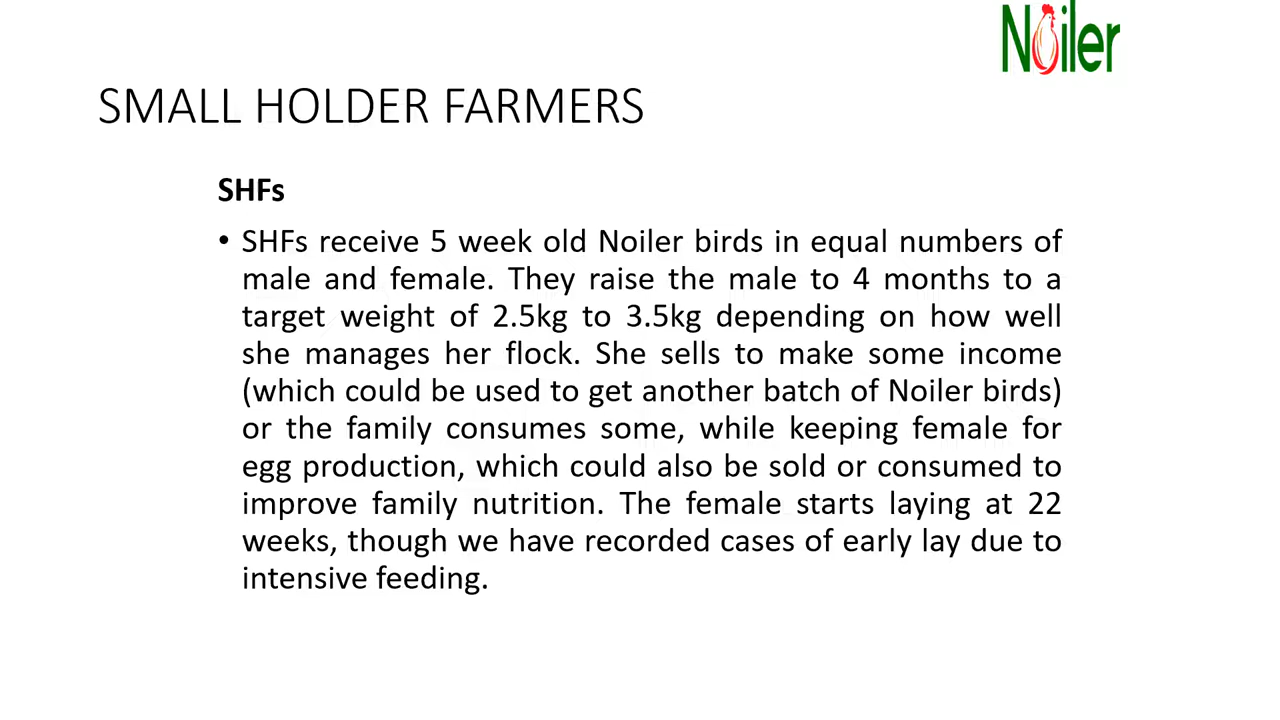 Noiler
SMALL HOLDER FARMERS
SHFs
• SHFs receive 5 week old Noiler birds in equal numbers of
male and female. They raise the male to 4 months to a
target weight of 2.5kg to 3.5kg depending on how well
she manages her flock. She sells to make some income
(which could be used to get another batch of Noiler birds)
or the family consumes some, while keeping female for
egg production, which could also be sold or consumed to
improve family nutrition. The female starts laying at 22
weeks, though we have recorded cases of early lay due to
intensive feeding.